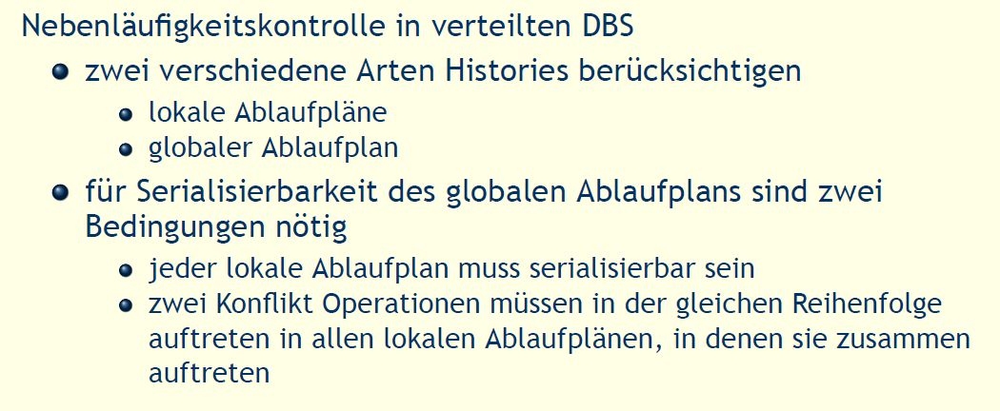 Nebenläufigkeitskontrolle in verteilten DBS
zwei verschiedene Arten Histories berücksichtigen
lokale Ablaufpläne
globaler Ablaufplan
für Serialisierbarkeit des globalen Ablaufplans sind zwei
Bedingungen nötig
jeder lokale Ablaufplan muss serialisierbar sein
zwei Konflikt Operationen müssen in der gleichen Reihenfolge
auftreten in allen lokalen Ablaufplänen, in denen sie zusammen
auftreten